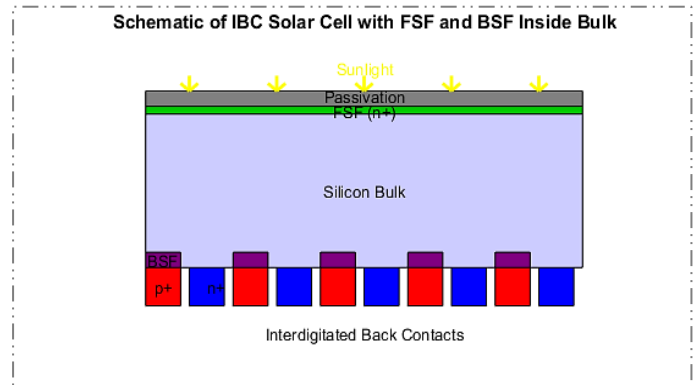 Schematic of IBC Solar Cell with FSF and BSF Inside Bulk
Sunlight
Passivation
FSF (n+)
Silicon Bulk
BSF
p+ n+
Interdigitated Back Contacts